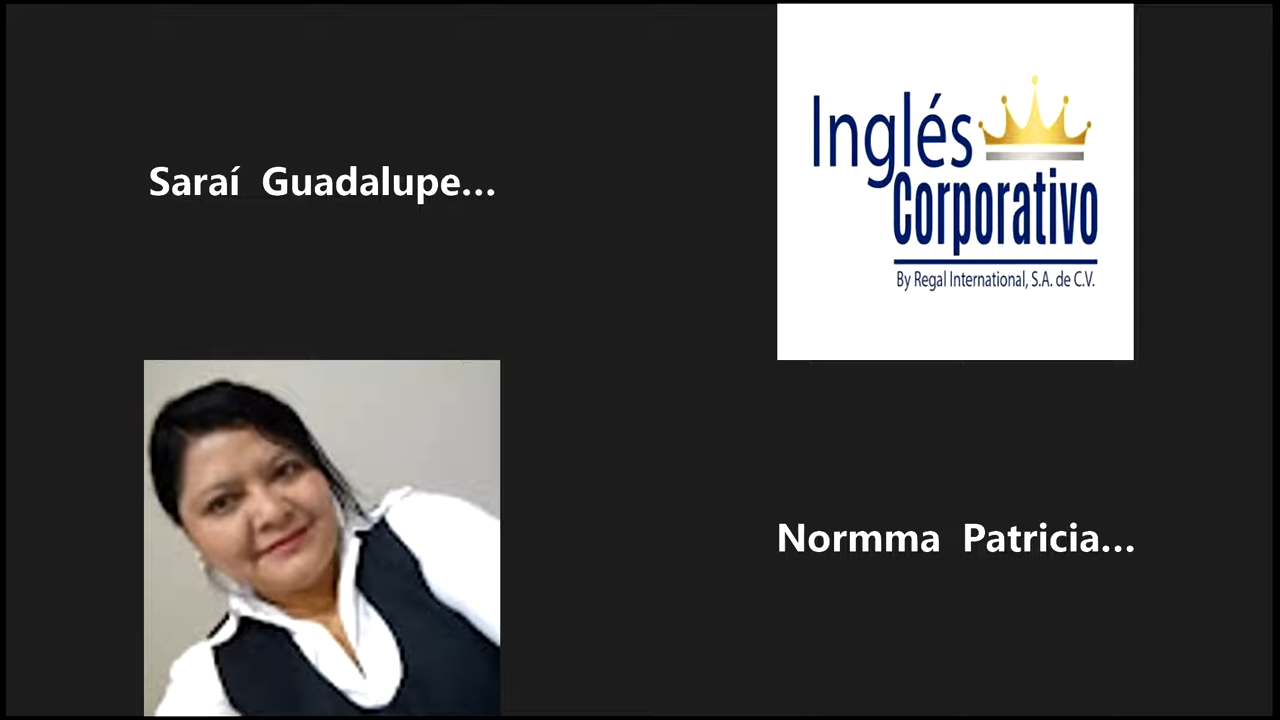 Saraí Guadalupe...
Inglés
Corporativo
By Regal International, S.A. de C.V.
Normma Patricia...